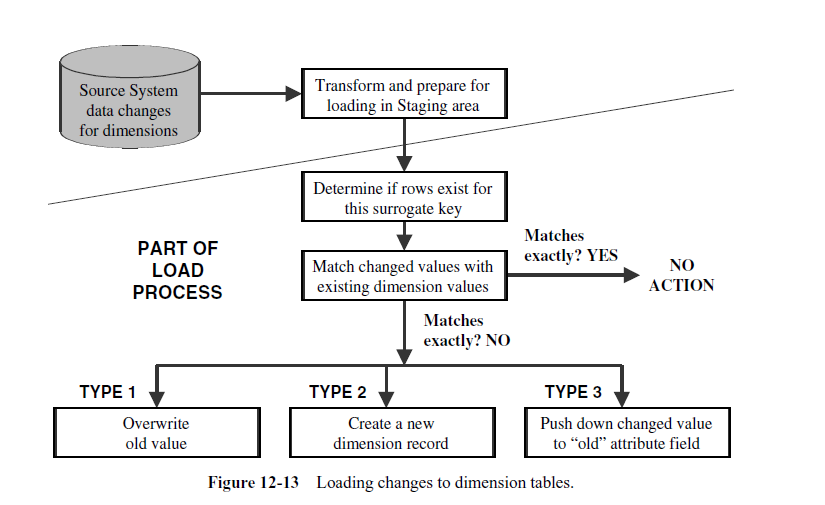 Source System
data changes
for dimensions
Transform and prepare for
loading in Staging area
Determine if rows exist for
this surrogate key
PART OF
LOAD
PROCESS
Match changed values with
existing dimension values
Matches
exactly? YES
NO
ACTION
Matches
exactly? NO
TYPE 1
Overwrite
old value
TYPE 2
Create a new
dimension record
TYPE 3
Push down changed value
to “old” attribute field
Figure 12-13 Loading changes to dimension tables.